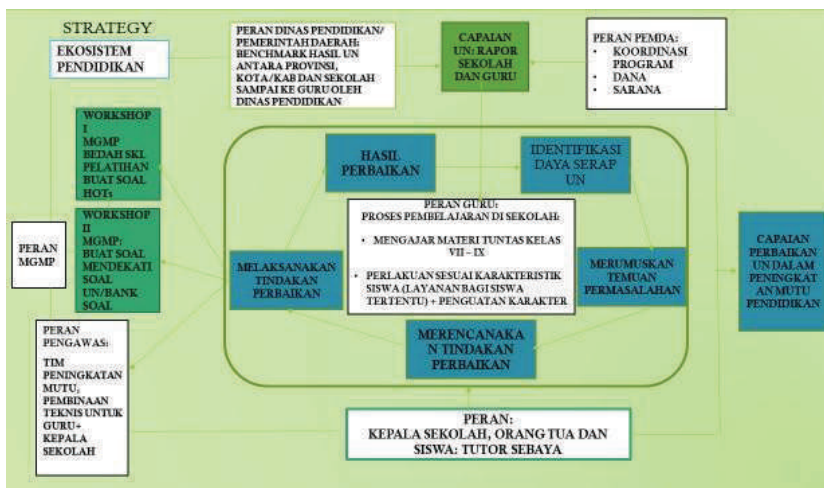 STRATEGY
EKOSISTEM
PENDIDIKAN
PERAN DINAS PENDIDIKAN/
PEMERINTAH DAERAH:
BENCHMARK HASIL UN
ANTARA PROVINSI,
KOTA/KAB DAN SEKOLAH
SAMPAI KE GURU OLEH
DINAS PENDIDIKAN
CAPAIAN
UN: RAPOR
SEKOLAH
DAN GURU
PERAN PEMDA:
• KOORDINASI
PROGRAM
• DANA
• SARANA
WORKSHOP
I
MGMP
BEDAH SKL
PELATIHAN
BUAT SOAL
HOTs
HASIL
PERBAIKAN
IDENTIFIKASI
DAYA SERAP
UN
PERAN
MGMP
WORKSHOP
II
MGMP:
BUAT SOAL
MENDEKATI
SOAL
UN/BANK
SOAL
MELAKSANAKAN
TINDAKAN
PERBAIKAN
PERAN GURU:
PROSES PEMBELAJARAN DI SEKOLAH:
• MENGAJAR MATERI TUNTAS KELAS
VII – IX
• PERLAKUAN SESUAI KARAKTERISTIK
SISWA (LAYANAN BAGI SISWA
TERTENTU) + PENGUATAN KARAKTER
MERUMUSKAN
TEMUAN
PERMASALAHAN
CAPAIAN
PERBAIKAN
UN DALAM
PENINGKAT
AN MUTU
PENDIDIKAN
MERENCANAKA
N TINDAKAN
PERBAIKAN
PERAN
PENGAWAS:
TIM
PENINGKATAN
MUTU,
PEMBINAAN
TEKNIS UNTUK
GURU+
KEPALA
SEKOLAH
PERAN:
KEPALA SEKOLAH, ORANG TUA DAN
SISWA: TUTOR SEBAYA